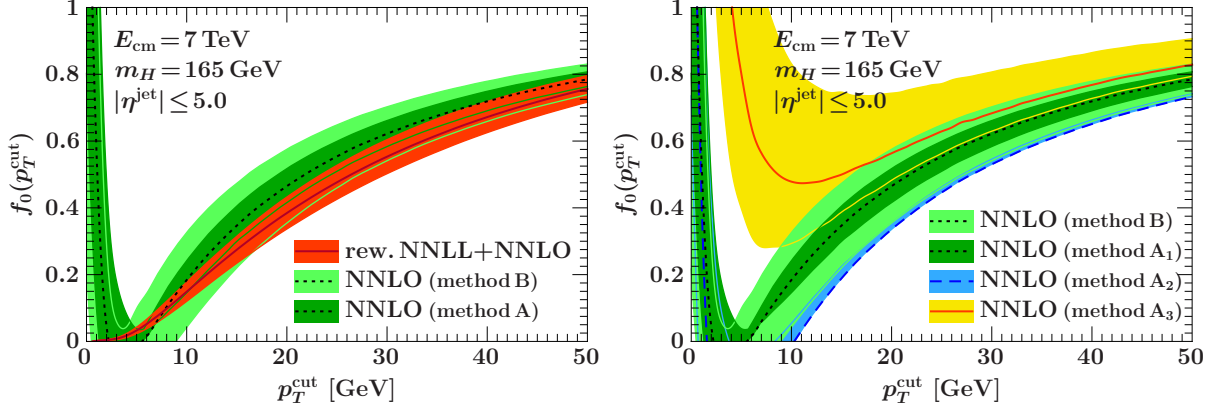 f₀(p_T^cut)
1
0.8
0.6
0.4
0.2
0
E_cm = 7 TeV
m_H = 165 GeV
|η^jet| ≤ 5.0
rew. NNLL+NNLO
NNLO (method B)
NNLO (method A)
0 10 20 30 40 50
p_T^cut [GeV]
f₀(p_T^cut)
1
0.8
0.6
0.4
0.2
0
E_cm = 7 TeV
m_H = 165 GeV
|η^jet| ≤ 5.0
NNLO (method B)
NNLO (method A₁)
NNLO (method A₂)
NNLO (method A₃)
0 10 20 30 40 50
p_T^cut [GeV]